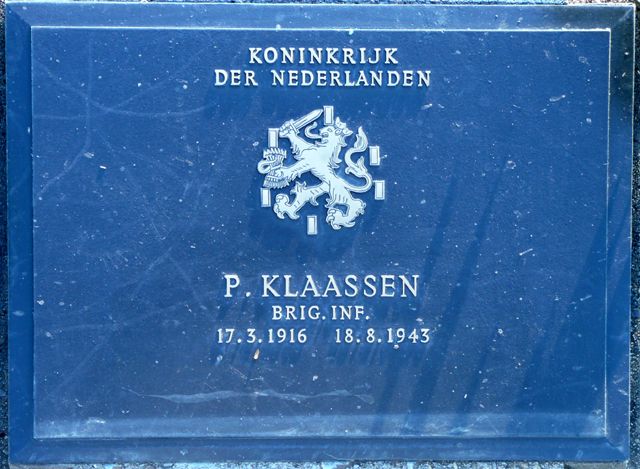 KONINKRIJK
DER NEDERLANDEN
P. KLAASSEN
BRIG. INF.
17.3.1916 18.8.1943